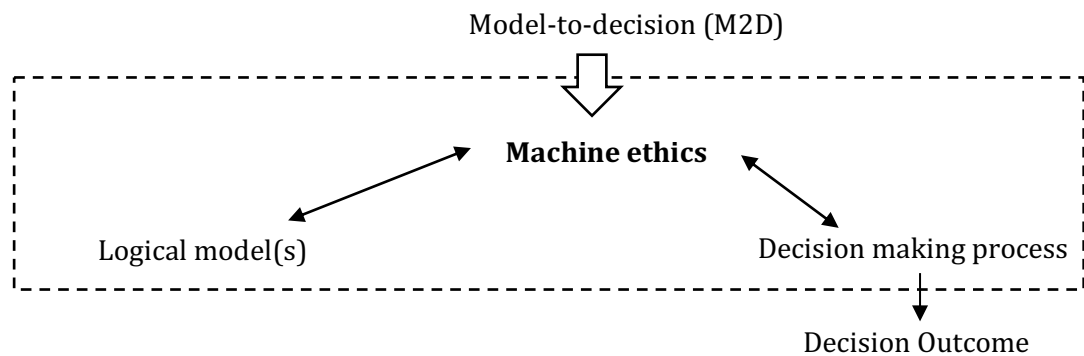 Model-to-decision (M2D)
Machine ethics
Logical model(s)
Decision making process
Decision Outcome